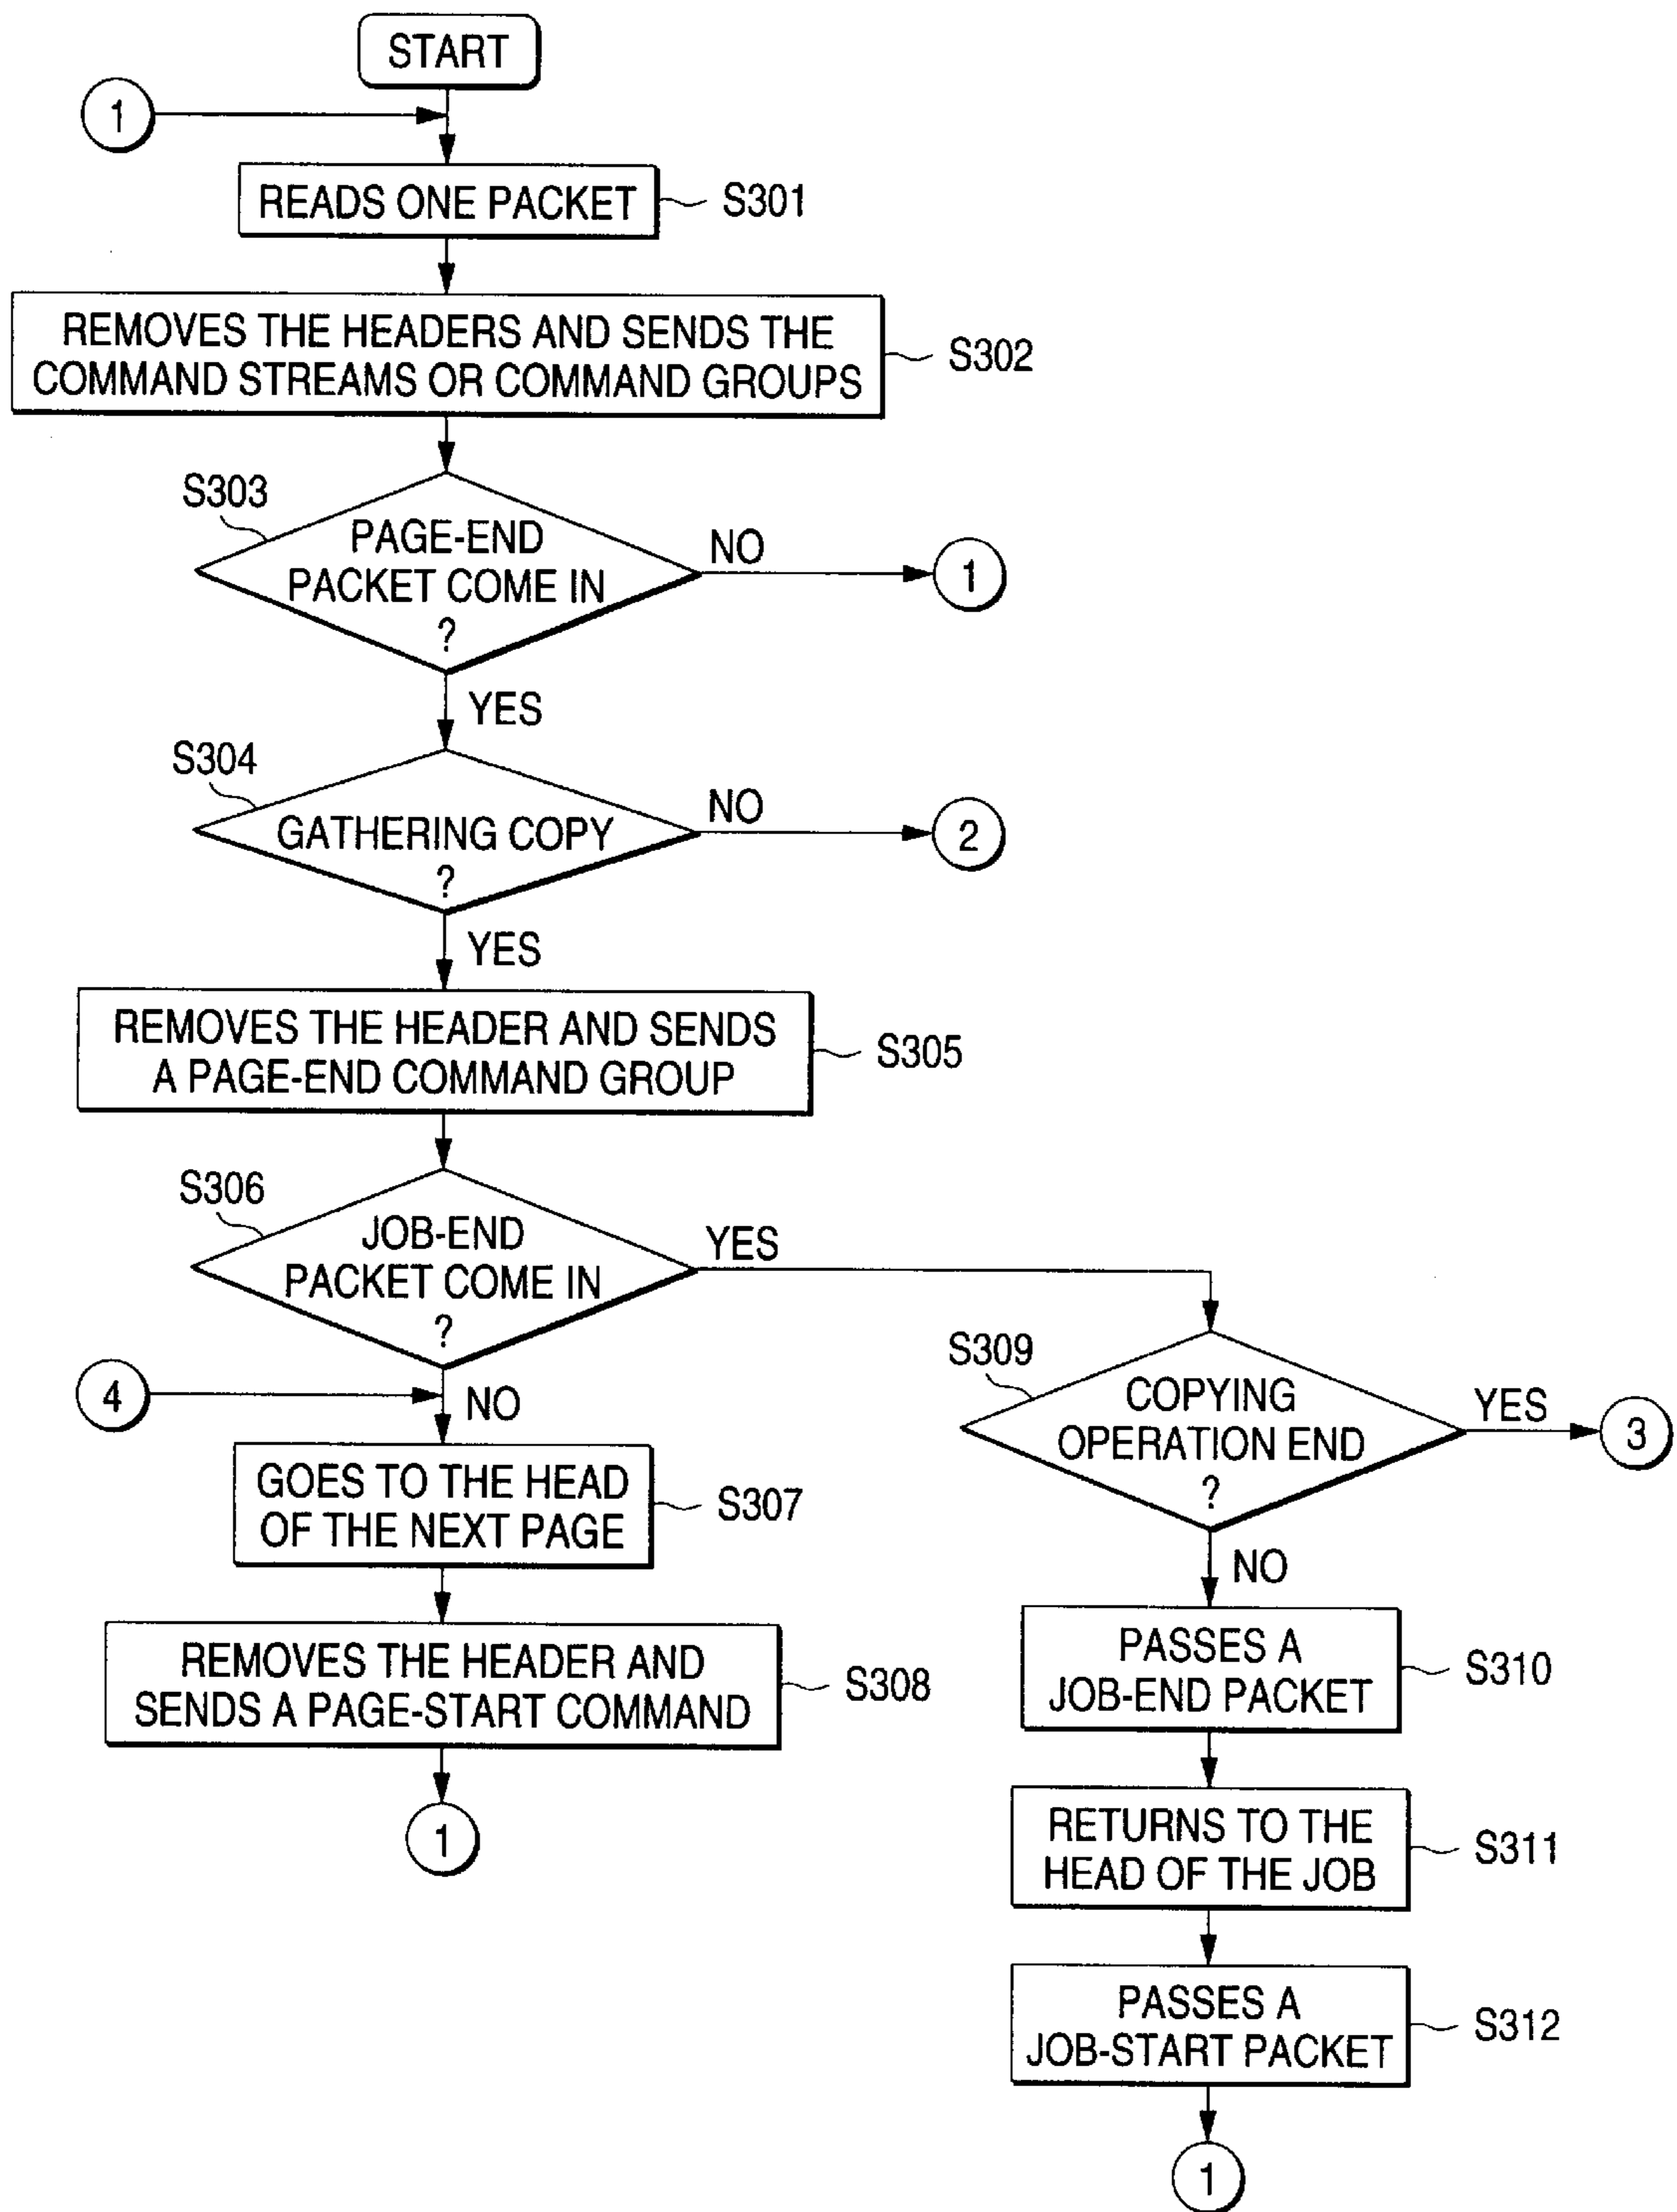 START
1
READS ONE PACKET
S301
REMOVES THE HEADERS AND SENDS THE
COMMAND STREAMS OR COMMAND GROUPS
S302
S303
PAGE-END
PACKET COME IN
?
NO
1
YES
S304
GATHERING COPY
?
NO
2
YES
REMOVES THE HEADER AND SENDS
A PAGE-END COMMAND GROUP
S305
S306
JOB-END
PACKET COME IN
?
YES
4
NO
GOES TO THE HEAD
OF THE NEXT PAGE
S307
REMOVES THE HEADER AND
SENDS A PAGE-START COMMAND
S308
1
S309
COPYING
OPERATION END
?
YES
3
NO
PASSES A
JOB-END PACKET
S310
RETURNS TO THE
HEAD OF THE JOB
S311
PASSES A
JOB-START PACKET
S312
1